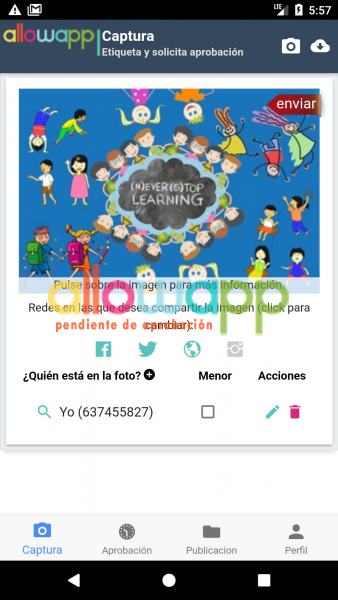 LTE
5:57
allowapp
Captura
Etiqueta y solicita aprobación
enviar
(N)EVER (S)TOP
LEARNING
Pulse sobre la imagen para más información.
allowapp
Redes en las que desea compartir la imagen (click para
cambiar):
pendiente de
¿Quién está en la foto?
Menor
Acciones
Yo (637455827)
Captura
Aprobación
Publicacion
Perfil